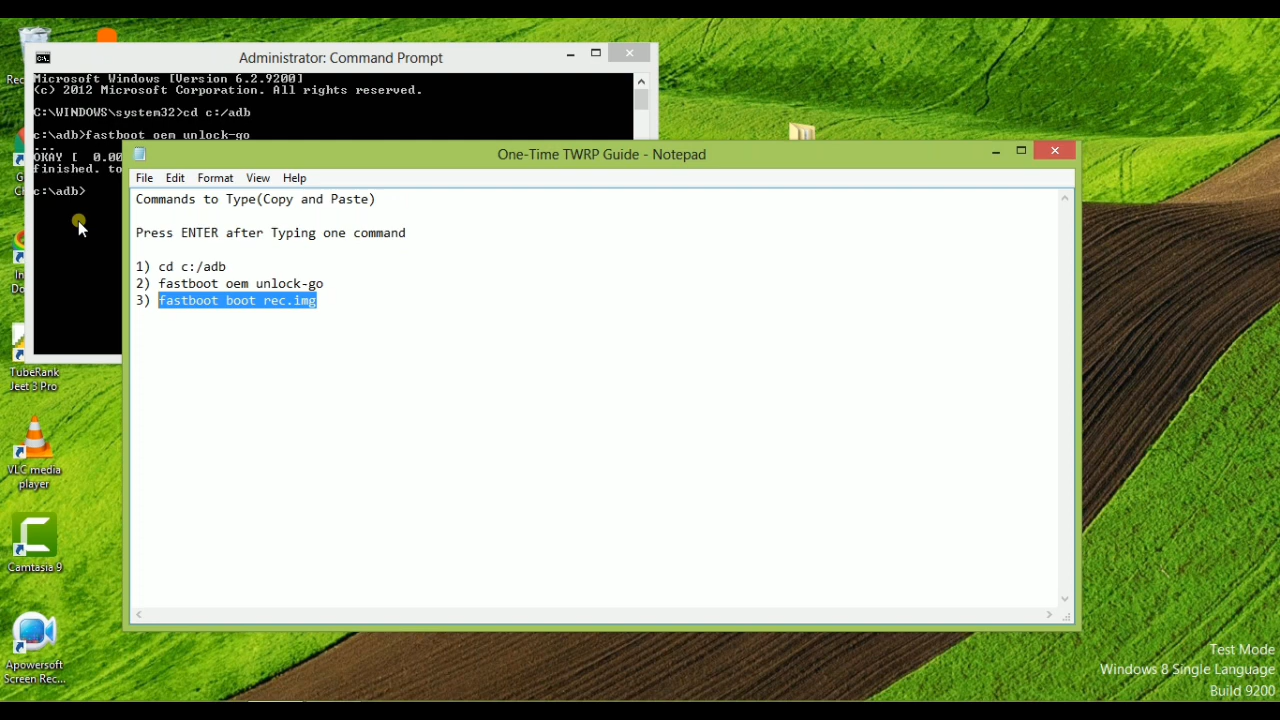 Administrator: Command Prompt
Microsoft Windows [Version 6.2.9200]
(c) 2012 Microsoft Corporation. All rights reserved.
C:\WINDOWS\system32>cd c:/adb
c:\adb>fastboot oem unlock-go
...
OKAY [ 0.00
finished. to
c:\adb>
One-Time TWRP Guide - Notepad
File Edit Format View Help
Commands to Type(Copy and Paste)
Press ENTER after Typing one command
1) cd c:/adb
2) fastboot oem unlock-go
3) fastboot boot rec.img
TubeRank
Jeet 3 Pro
VLC media
player
Camtasia 9
Apowersoft
Screen Rec...
Test Mode
Windows 8 Single Language
Build 9200